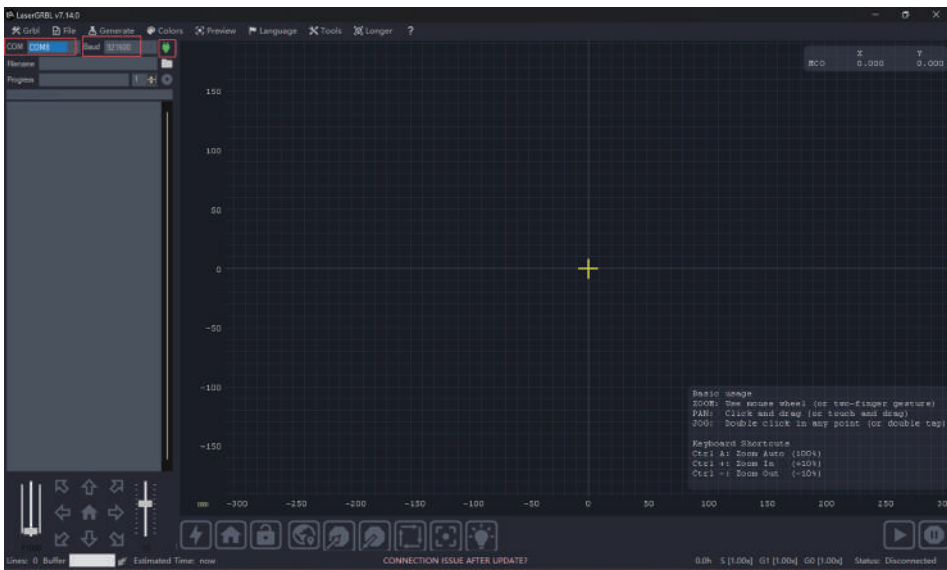 LaserGRBL v7.14.0
Grbl File Generate Colors Preview Language Tools Longer ?
COM COM8 Baud 921600
Filename
Progress 1
X Y
MCO 0.000 0.000
150
100
50
0
-50
-100
-150
Basic usage
ZOOM: Use mouse wheel (or two-finger gesture)
PAN: Click and drag (or touch and drag)
JOG: Double click in any point (or double tap)
Keyboard Shortcuts
Ctrl A: Zoom Auto (100%)
Ctrl +: Zoom In (+10%)
Ctrl -: Zoom Out (-10%)
mm -300 -250 -200 -150 -100 -50 0 50 100 150 200 250 30
Lines: 0 Buffer Estimated Time: now CONNECTION ISSUE AFTER UPDATE? 0.0h S [1.00x] G1 [1.00x] G0 [1.00x] Status: Disconnected